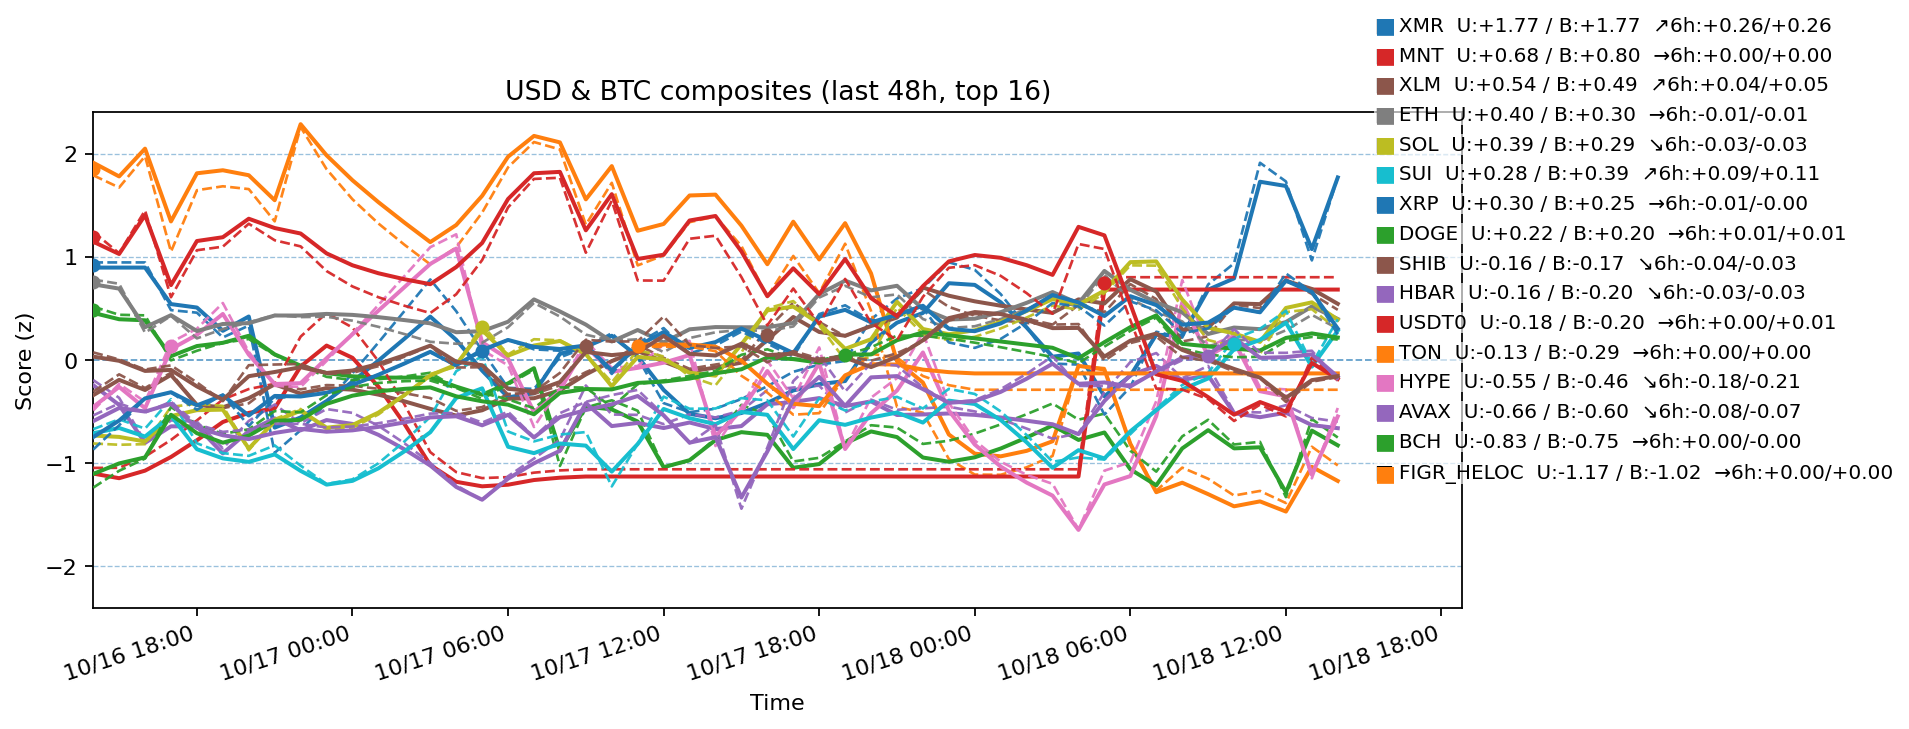 USD & BTC composites (last 48h, top 16)
XMR  U:+1.77 / B:+1.77  ↗6h:+0.26/+0.26
MNT  U:+0.68 / B:+0.80  →6h:+0.00/+0.00
XLM  U:+0.54 / B:+0.49  ↗6h:+0.04/+0.05
ETH  U:+0.40 / B:+0.30  →6h:-0.01/-0.01
SOL  U:+0.39 / B:+0.29  ↘6h:-0.03/-0.03
SUI  U:+0.28 / B:+0.39  ↗6h:+0.09/+0.11
XRP  U:+0.30 / B:+0.25  →6h:-0.01/-0.00
DOGE  U:+0.22 / B:+0.20  →6h:+0.01/+0.01
SHIB  U:-0.16 / B:-0.17  ↘6h:-0.04/-0.03
HBAR  U:-0.16 / B:-0.20  ↘6h:-0.03/-0.03
USDT0  U:-0.18 / B:-0.20  →6h:+0.00/+0.01
TON  U:-0.13 / B:-0.29  →6h:+0.00/+0.00
HYPE  U:-0.55 / B:-0.46  ↘6h:-0.18/-0.21
AVAX  U:-0.66 / B:-0.60  ↘6h:-0.08/-0.07
BCH  U:-0.83 / B:-0.75  →6h:+0.00/-0.00
FIGR_HELOC  U:-1.17 / B:-1.02  →6h:+0.00/+0.00
Score (z)
2
1
0
−1
−2
10/16 18:00
10/17 00:00
10/17 06:00
10/17 12:00
10/17 18:00
10/18 00:00
10/18 06:00
10/18 12:00
10/18 18:00
Time